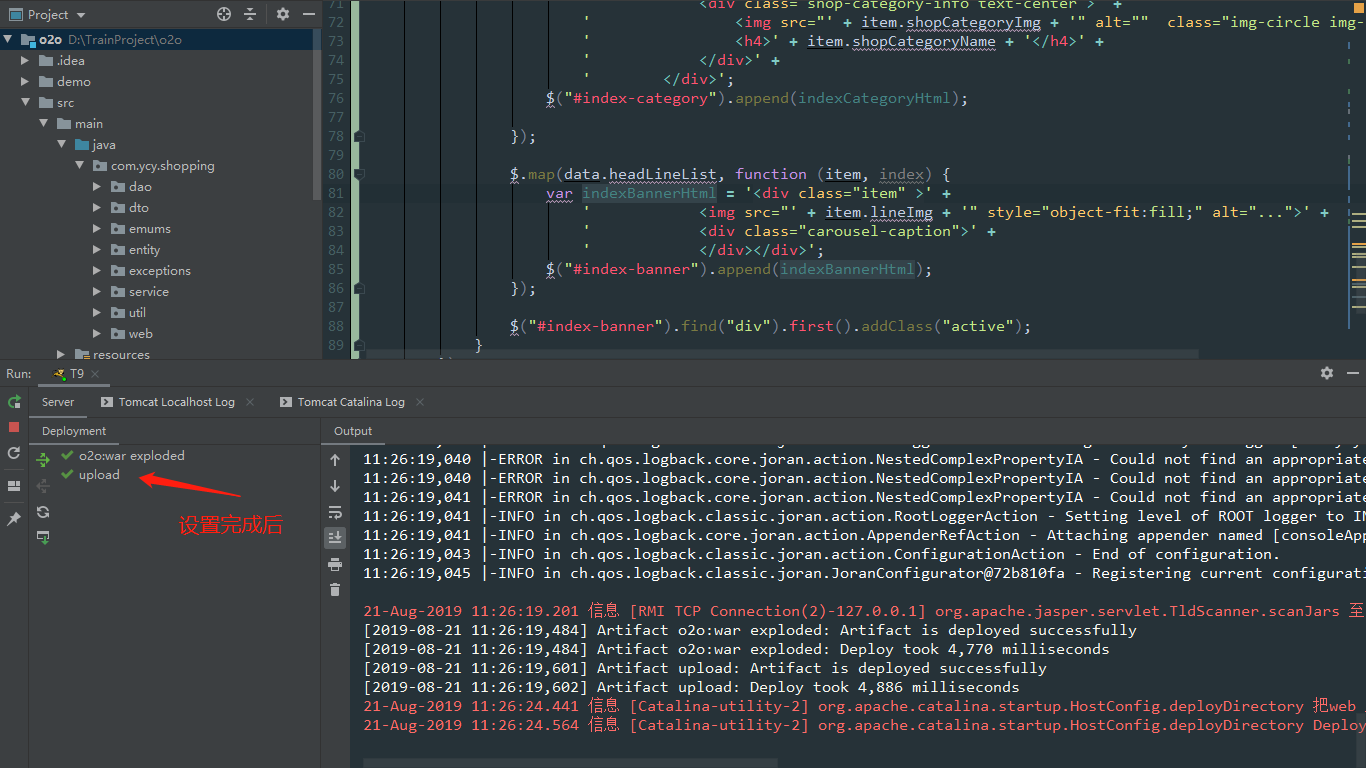 Project
o2o D:\TrainProject\o2o
.idea
demo
src
main
java
com.ycy.shopping
dao
dto
emums
entity
exceptions
service
util
web
resources
71 <div class="shop-category-info text-center">' +
72 ' <img src="' + item.shopCategoryImg + '" alt="" class="img-circle img-
73 ' <h4>' + item.shopCategoryName + '</h4>' +
74 ' </div>' +
75 ' </div>';
76 $("#index-category").append(indexCategoryHtml);
77
78 });
79
80 $.map(data.headLineList, function (item, index) {
81 var indexBannerHtml = '<div class="item" >' +
82 ' <img src="' + item.lineImg + '" style="object-fit:fill;" alt="...">' +
83 ' <div class="carousel-caption">' +
84 ' </div></div>';
85 $("#index-banner").append(indexBannerHtml);
86 });
87
88 $("#index-banner").find("div").first().addClass("active");
89 }
Run: T9
Server Tomcat Localhost Log Tomcat Catalina Log
Deployment
o2o:war exploded
upload
设置完成后
Output
11:26:19,040 |-ERROR in ch.qos.logback.core.joran.action.NestedComplexPropertyIA - Could not find an appropriate
11:26:19,040 |-ERROR in ch.qos.logback.core.joran.action.NestedComplexPropertyIA - Could not find an appropriate
11:26:19,041 |-ERROR in ch.qos.logback.core.joran.action.NestedComplexPropertyIA - Could not find an appropriate
11:26:19,041 |-INFO in ch.qos.logback.classic.joran.action.RootLoggerAction - Setting level of ROOT logger to IN
11:26:19,041 |-INFO in ch.qos.logback.core.joran.action.AppenderRefAction - Attaching appender named [consoleApp
11:26:19,043 |-INFO in ch.qos.logback.classic.joran.action.ConfigurationAction - End of configuration.
11:26:19,045 |-INFO in ch.qos.logback.classic.joran.JoranConfigurator@72b810fa - Registering current configurati
21-Aug-2019 11:26:19.201 信息 [RMI TCP Connection(2)-127.0.0.1] org.apache.jasper.servlet.TldScanner.scanJars 至
[2019-08-21 11:26:19,484] Artifact o2o:war exploded: Artifact is deployed successfully
[2019-08-21 11:26:19,484] Artifact o2o:war exploded: Deploy took 4,770 milliseconds
[2019-08-21 11:26:19,601] Artifact upload: Artifact is deployed successfully
[2019-08-21 11:26:19,602] Artifact upload: Deploy took 4,886 milliseconds
21-Aug-2019 11:26:24.441 信息 [Catalina-utility-2] org.apache.catalina.startup.HostConfig.deployDirectory 把web
21-Aug-2019 11:26:24.564 信息 [Catalina-utility-2] org.apache.catalina.startup.HostConfig.deployDirectory Deploy